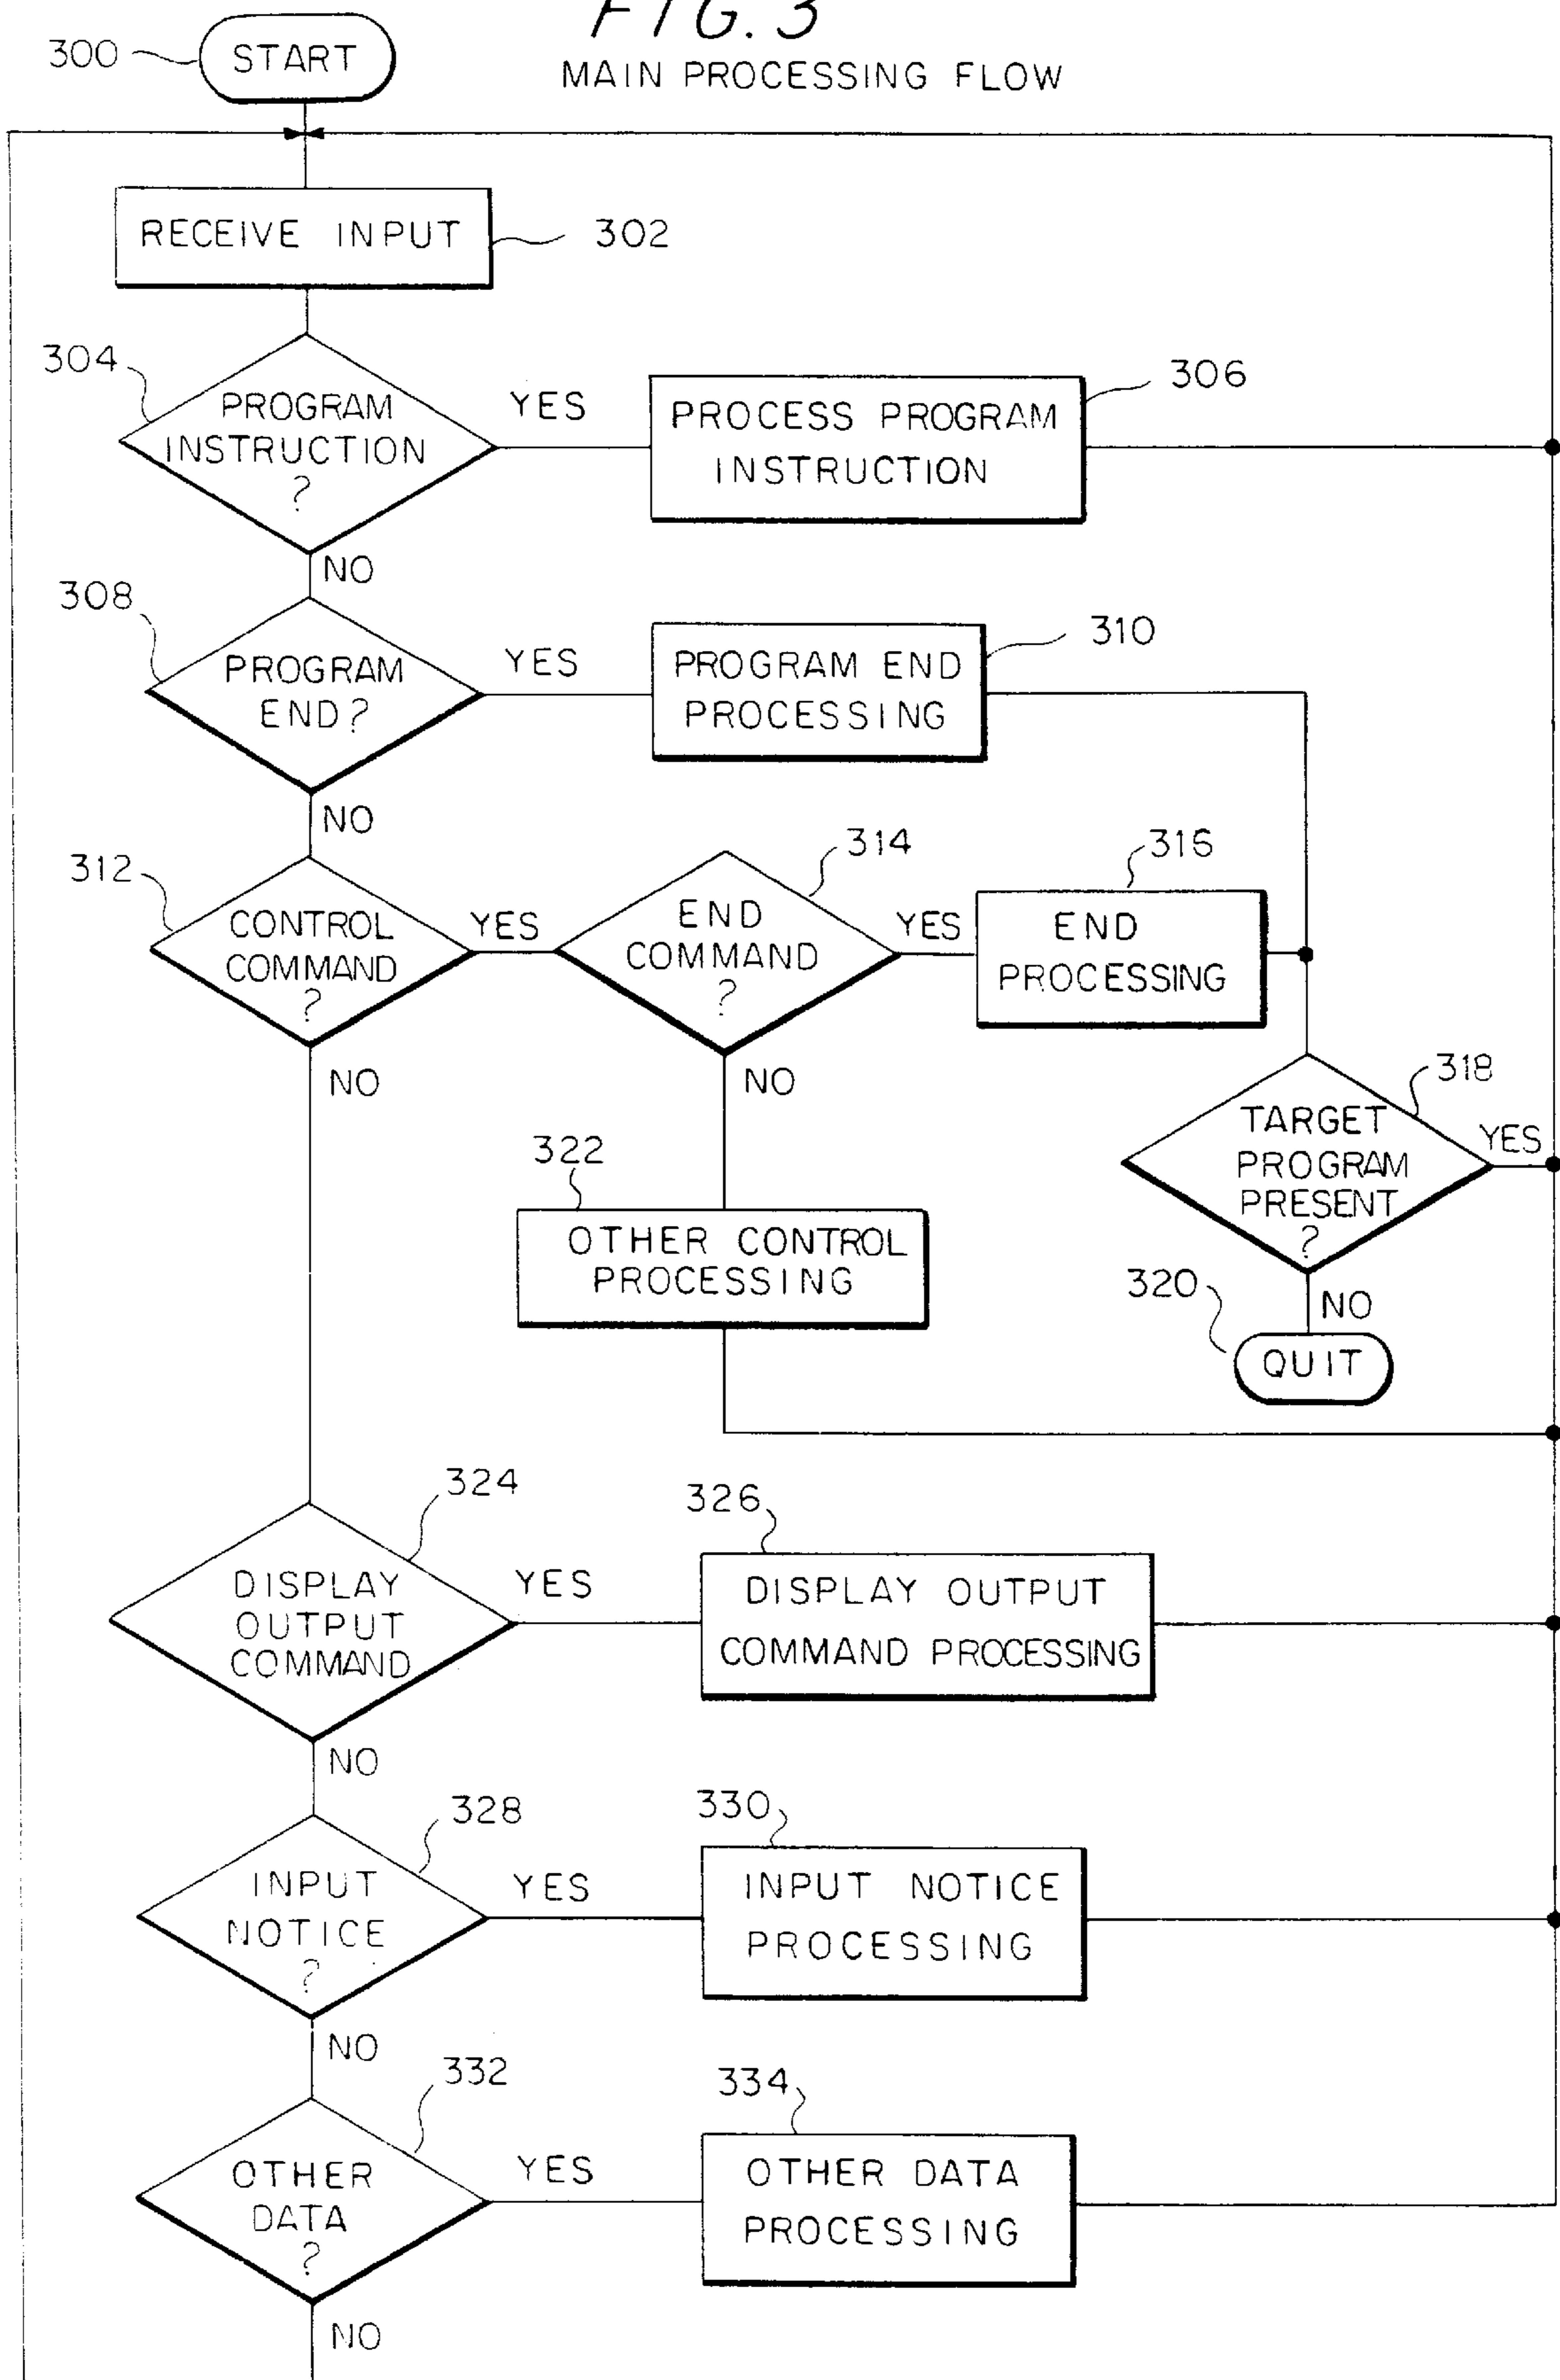 FIG. 3
300
START
MAIN PROCESSING FLOW
RECEIVE INPUT
302
304
PROGRAM
INSTRUCTION
?
YES
PROCESS PROGRAM
INSTRUCTION
306
NO
308
PROGRAM
END?
YES
PROGRAM END
PROCESSING
310
NO
312
CONTROL
COMMAND
?
YES
314
END
COMMAND
?
YES
316
END
PROCESSING
NO
NO
318
TARGET
PROGRAM
PRESENT
?
YES
322
OTHER CONTROL
PROCESSING
320
NO
QUIT
324
DISPLAY
OUTPUT
COMMAND
YES
326
DISPLAY OUTPUT
COMMAND PROCESSING
NO
328
INPUT
NOTICE
?
YES
330
INPUT NOTICE
PROCESSING
NO
332
OTHER
DATA
?
YES
334
OTHER DATA
PROCESSING
NO